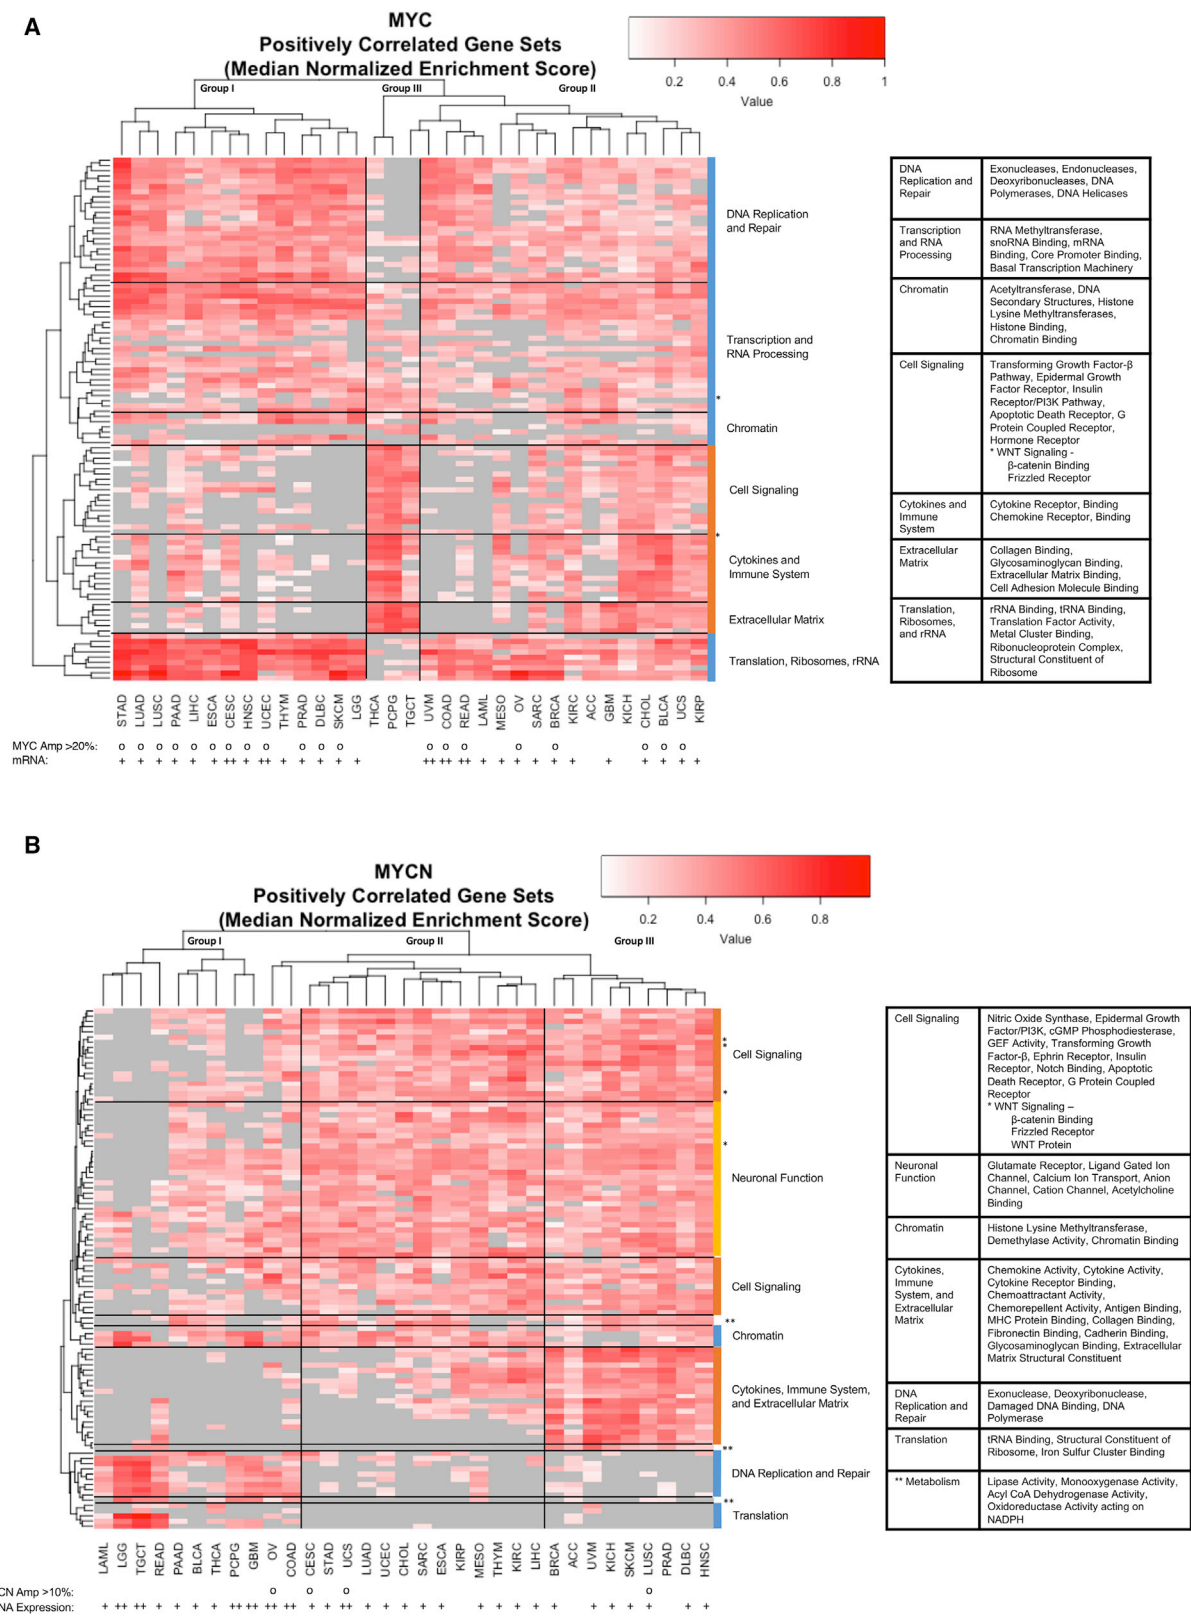 A
MYC
Positively Correlated Gene Sets
(Median Normalized Enrichment Score)
0.2 0.4 0.6 0.8 1
Value
Group I Group III Group II
DNA Replication
and Repair
Transcription and
RNA Processing
*
Chromatin
Cell Signaling
*
Cytokines and
Immune System
Extracellular Matrix
Translation, Ribosomes, rRNA
DNA
Replication and
Repair
Exonucleases, Endonucleases,
Deoxyribonucleases, DNA
Polymerases, DNA Helicases
Transcription
and RNA
Processing
RNA Methyltransferase,
snoRNA Binding, mRNA
Binding, Core Promoter Binding,
Basal Transcription Machinery
Chromatin
Acetyltransferase, DNA
Secondary Structures, Histone
Lysine Methyltransferases,
Histone Binding,
Chromatin Binding
Cell Signaling
Transforming Growth Factor-β
Pathway, Epidermal Growth
Factor Receptor, Insulin
Receptor/PI3K Pathway,
Apoptotic Death Receptor, G
Protein Coupled Receptor,
Hormone Receptor
* WNT Signaling -
β-catenin Binding
Frizzled Receptor
Cytokines and
Immune
System
Cytokine Receptor, Binding
Chemokine Receptor, Binding
Extracellular
Matrix
Collagen Binding,
Glycosaminoglycan Binding,
Extracellular Matrix Binding,
Cell Adhesion Molecule Binding
Translation,
Ribosomes,
and rRNA
rRNA Binding, tRNA Binding,
Translation Factor Activity,
Metal Cluster Binding,
Ribonucleoprotein Complex,
Structural Constituent of
Ribosome
STAD LUAD LUSC PAAD LIHC ESCA CESC HNSC UCEC THYM PRAD DLBC SKCM LGG THCA PCPG TGCT UVM COAD READ LAML MESO OV SARC BRCA KIRC ACC GBM KICH CHOL BLCA UCS KIRP
MYC Amp >20%: o o o o o o o o o o o o o o o o o o o o
mRNA: + + + + + + ++ + ++ + + + + + ++ ++ ++ + + + + + + + + + + +
B
MYCN
Positively Correlated Gene Sets
(Median Normalized Enrichment Score)
0.2 0.4 0.6 0.8
Value
Group I Group II Group III
*
*
Cell Signaling
*
*
Neuronal Function
Cell Signaling
**
Chromatin
Cytokines, Immune System,
and Extracellular Matrix
**
DNA Replication and Repair
**
Translation
Cell Signaling
Nitric Oxide Synthase, Epidermal Growth
Factor/PI3K, cGMP Phosphodiesterase,
GEF Activity, Transforming Growth
Factor-β, Ephrin Receptor, Insulin
Receptor, Notch Binding, Apoptotic
Death Receptor, G Protein Coupled
Receptor
* WNT Signaling –
β-catenin Binding
Frizzled Receptor
WNT Protein
Neuronal
Function
Glutamate Receptor, Ligand Gated Ion
Channel, Calcium Ion Transport, Anion
Channel, Cation Channel, Acetylcholine
Binding
Chromatin
Histone Lysine Methyltransferase,
Demethylase Activity, Chromatin Binding
Cytokines,
Immune
System, and
Extracellular
Matrix
Chemokine Activity, Cytokine Activity,
Cytokine Receptor Binding,
Chemoattractant Activity,
Chemorepellent Activity, Antigen Binding,
MHC Protein Binding, Collagen Binding,
Fibronectin Binding, Cadherin Binding,
Glycosaminoglycan Binding, Extracellular
Matrix Structural Constituent
DNA
Replication and
Repair
Exonuclease, Deoxyribonuclease,
Damaged DNA Binding, DNA
Polymerase
Translation
tRNA Binding, Structural Constituent of
Ribosome, Iron Sulfur Cluster Binding
** Metabolism
Lipase Activity, Monooxygenase Activity,
Acyl CoA Dehydrogenase Activity,
Oxidoreductase Activity acting on
NADPH
LAML LGG TGCT READ PAAD BLCA THCA PCPG GBM OV COAD CESC STAD UCS LUAD UCEC CHOL SARC ESCA KIRP MESO THYM KIRC LIHC BRCA ACC UVM KICH SKCM LUSC PRAD DLBC HNSC
CN Amp >10%: o o o o
NA Expression: + ++ ++ + + + + ++ ++ ++ ++ + + ++ + + + + + + + + + + + + + + + +